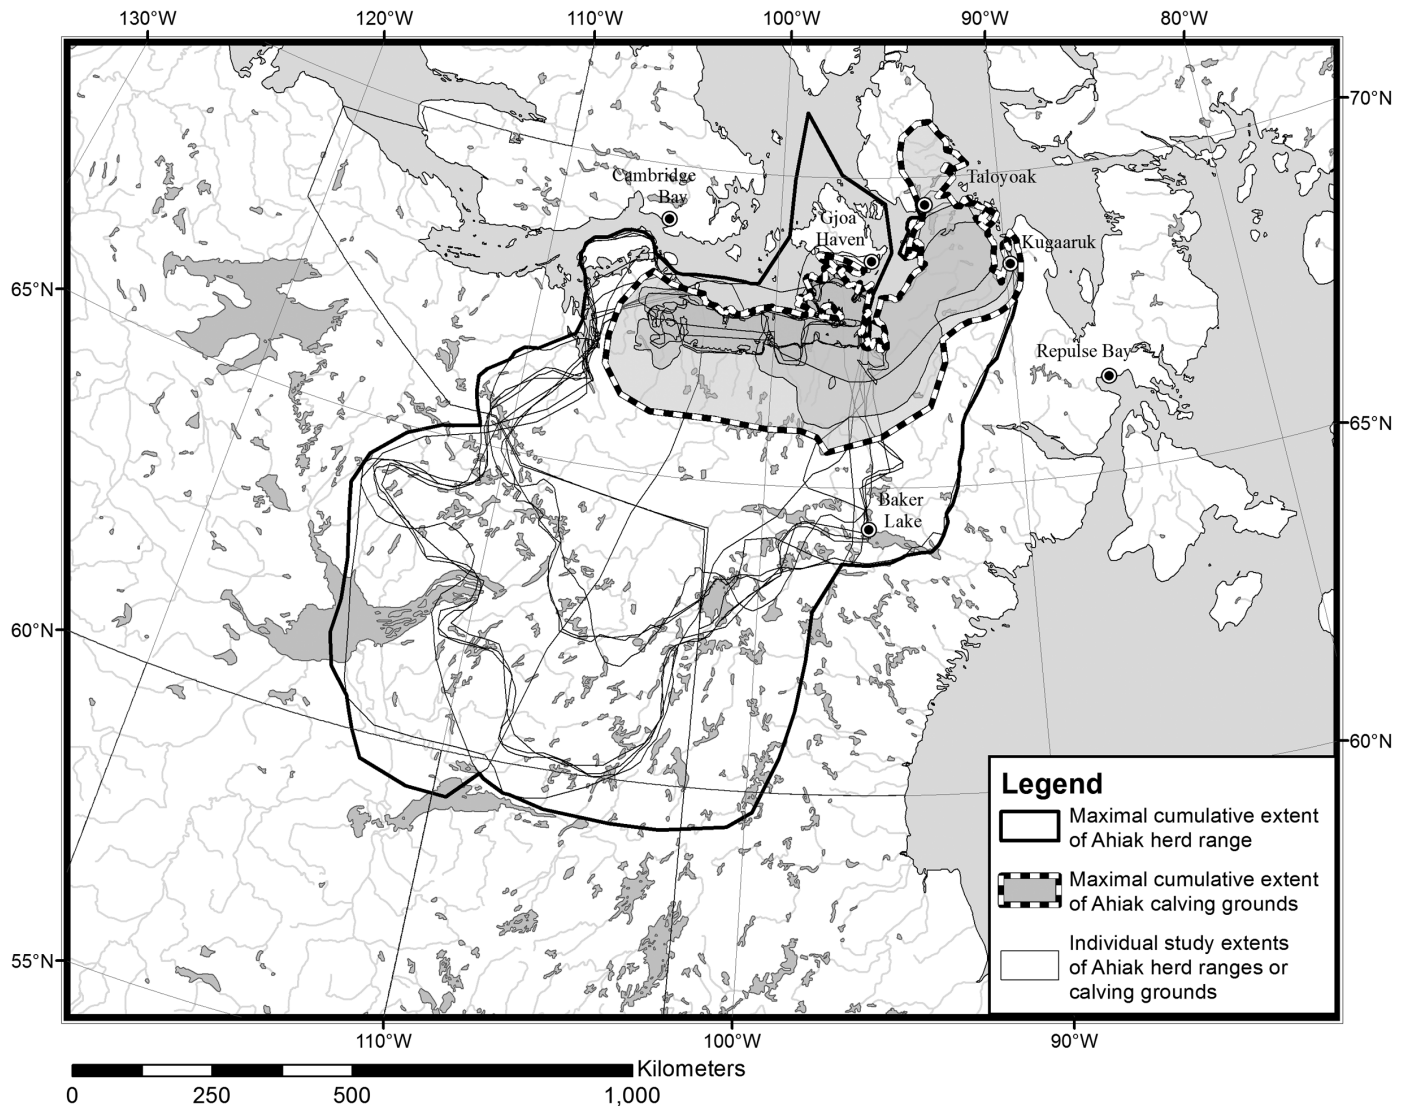 130°W 120°W 110°W 100°W 90°W 80°W
70°N
Cambridge
Bay
Taloyoak
Gjoa
Haven
Kugaaruk
65°N
Repulse Bay
65°N
Baker
Lake
60°N
60°N
Legend
Maximal cumulative extent
of Ahiak herd range
Maximal cumulative extent
of Ahiak calving grounds
Individual study extents
of Ahiak herd ranges or
calving grounds
55°N
110°W 100°W 90°W
Kilometers
0 250 500 1,000